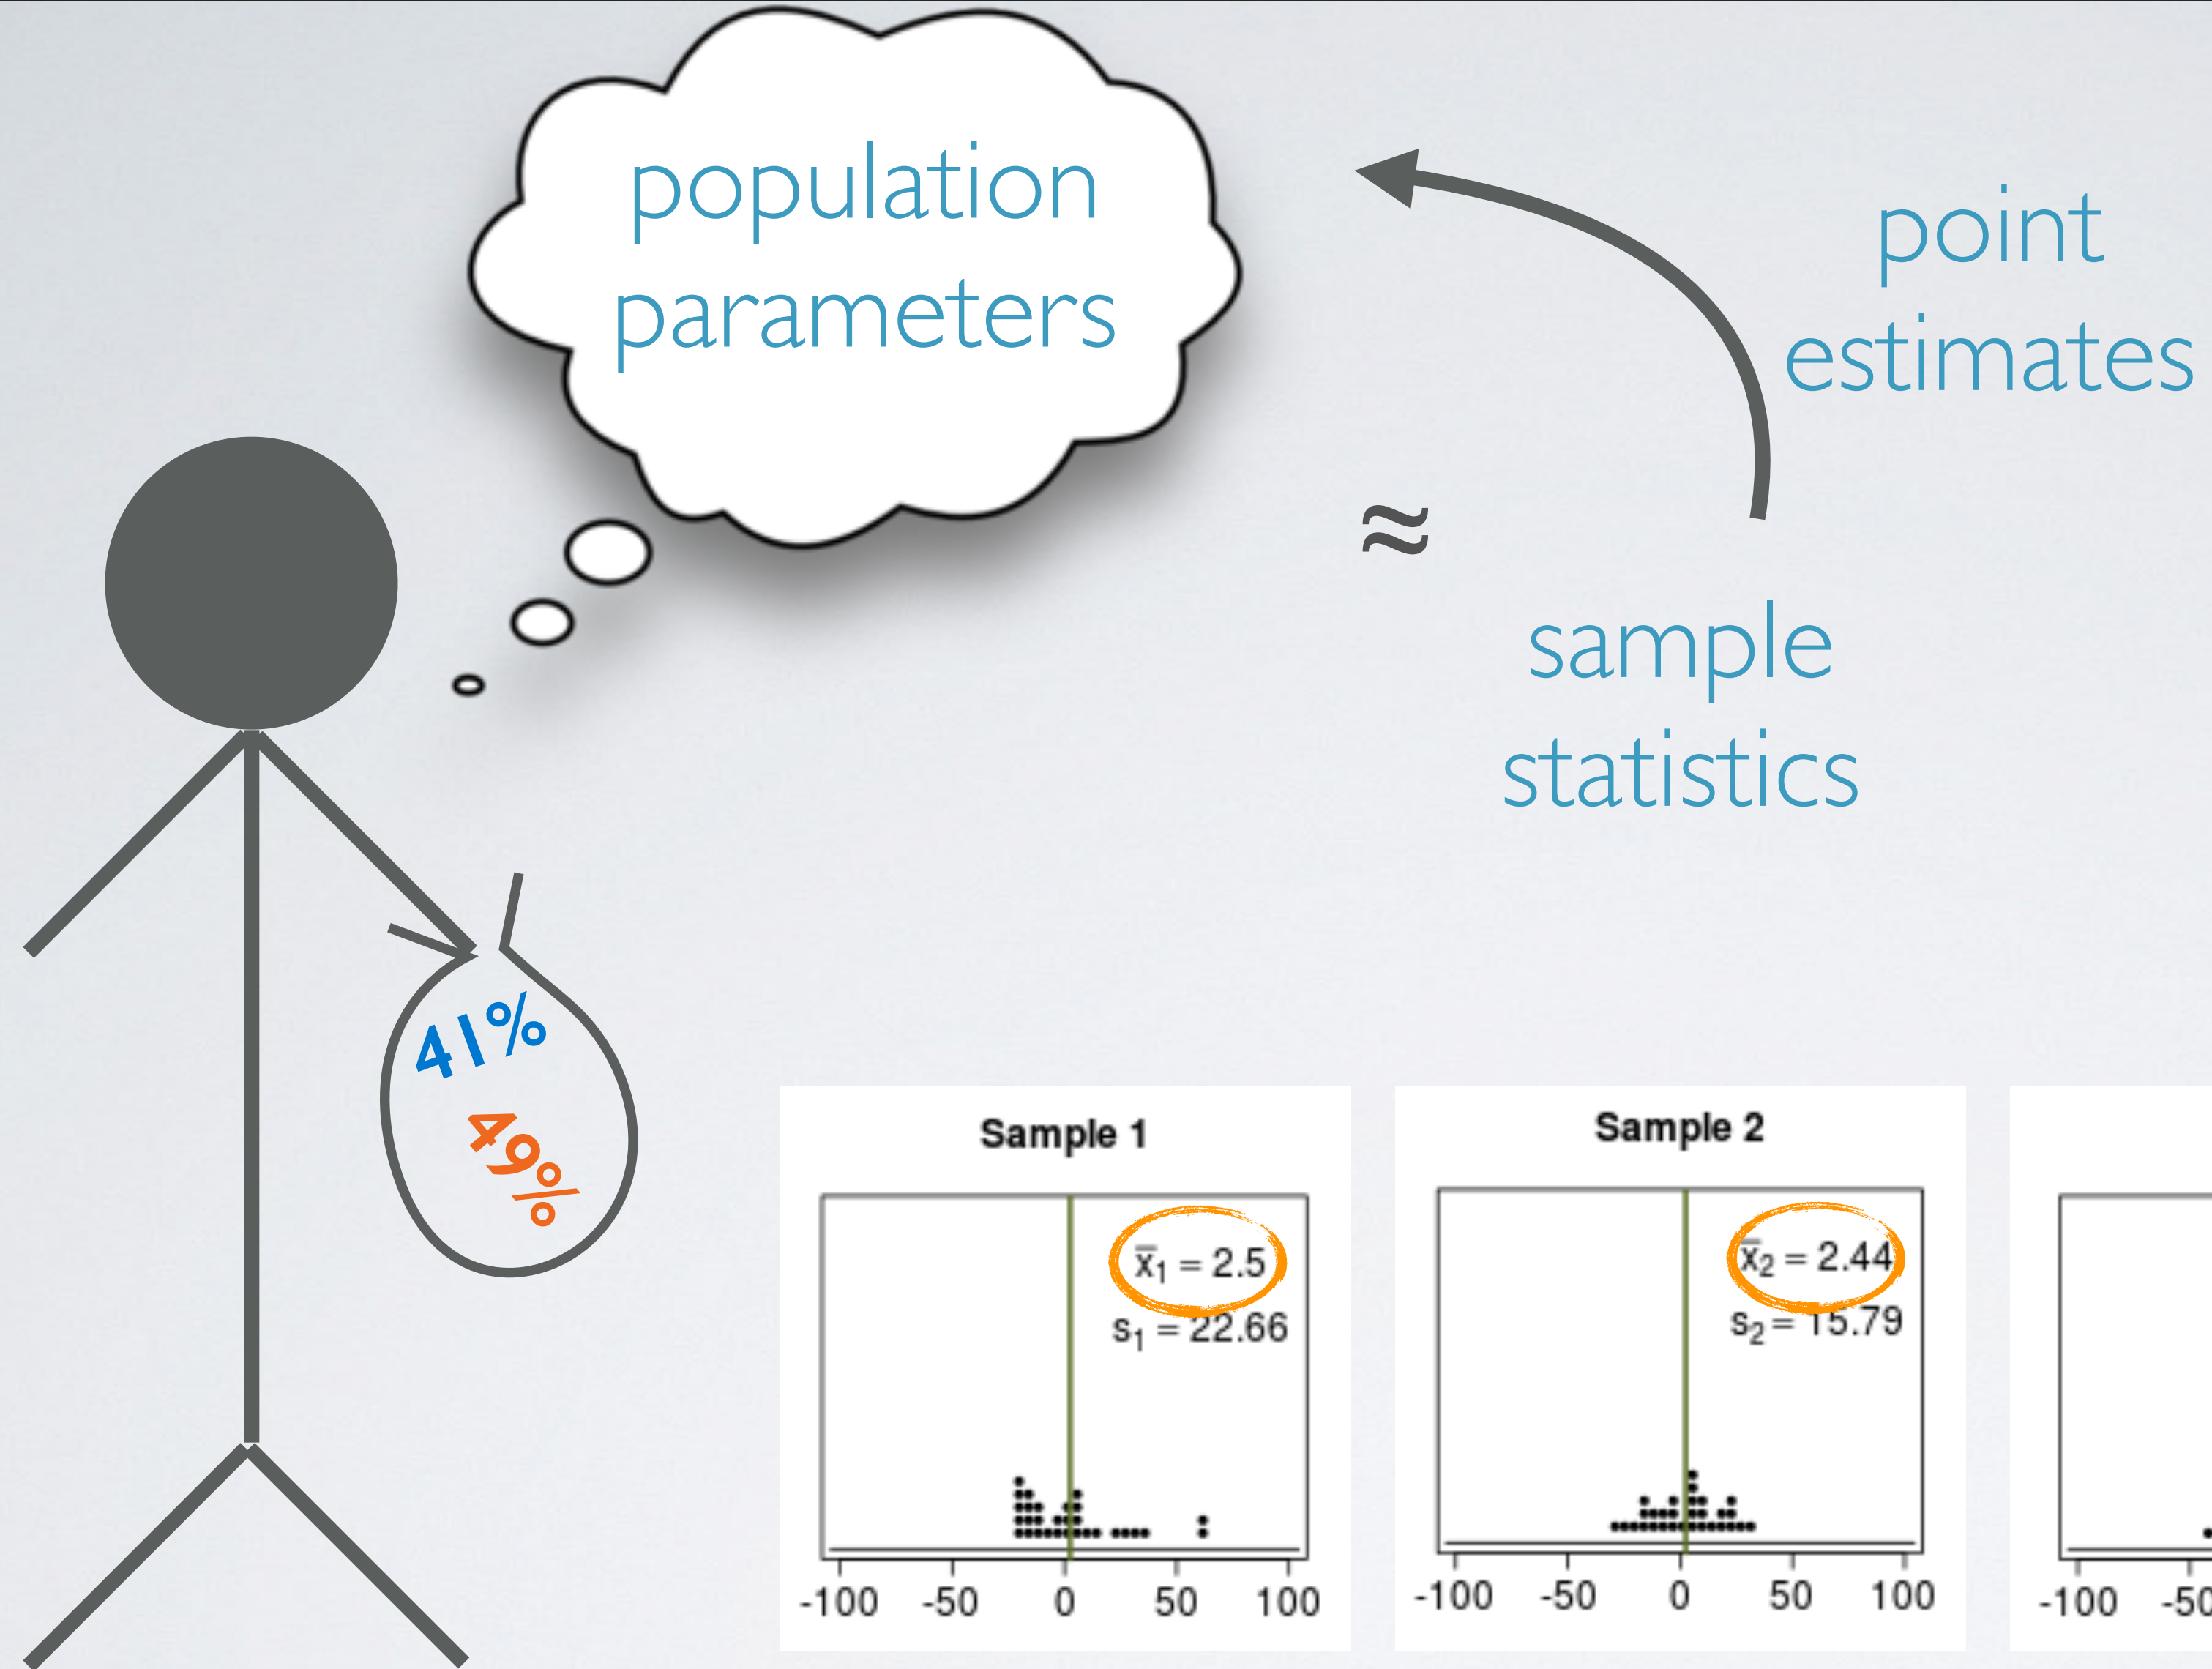 population
parameters
point
estimates
≈
sample
statistics
41%
49%
Sample 1
x̅₁ = 2.5
s₁ = 22.66
-100 -50 0 50 100
Sample 2
x̅₂ = 2.44
s₂ = 15.79
-100 -50 0 50 100
-100 -50